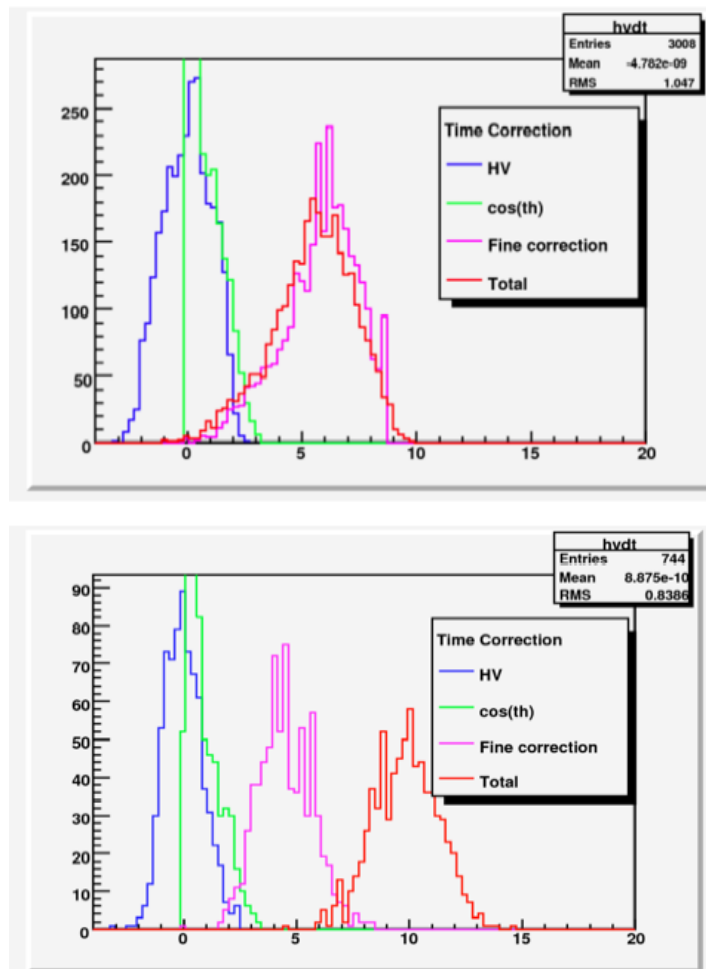 hvdt
Entries 3008
Mean -4.782e-09
RMS 1.047
Time Correction
HV
cos(th)
Fine correction
Total
250
200
150
100
50
0
0 5 10 15 20
hvdt
Entries 744
Mean 8.875e-10
RMS 0.8386
Time Correction
HV
cos(th)
Fine correction
Total
90
80
70
60
50
40
30
20
10
0
0 5 10 15 20